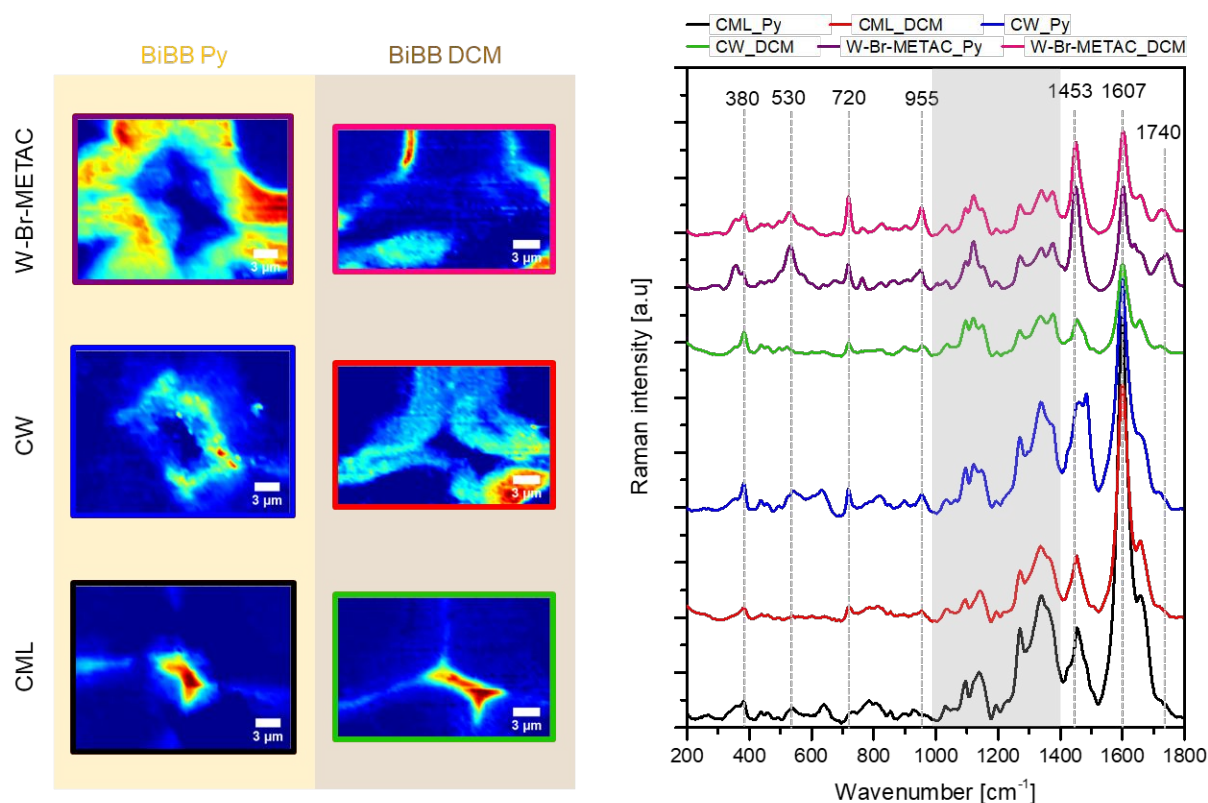 BiBB Py
BiBB DCM
W-Br-METAC
3 µm
3 µm
CW
3 µm
3 µm
CML
3 µm
3 µm
CML_Py
CML_DCM
CW_Py
CW_DCM
W-Br-METAC_Py
W-Br-METAC_DCM
380
530
720
955
1453
1607
1740
Raman intensity [a.u]
200
400
600
800
1000
1200
1400
1600
1800
Wavenumber [cm⁻¹]